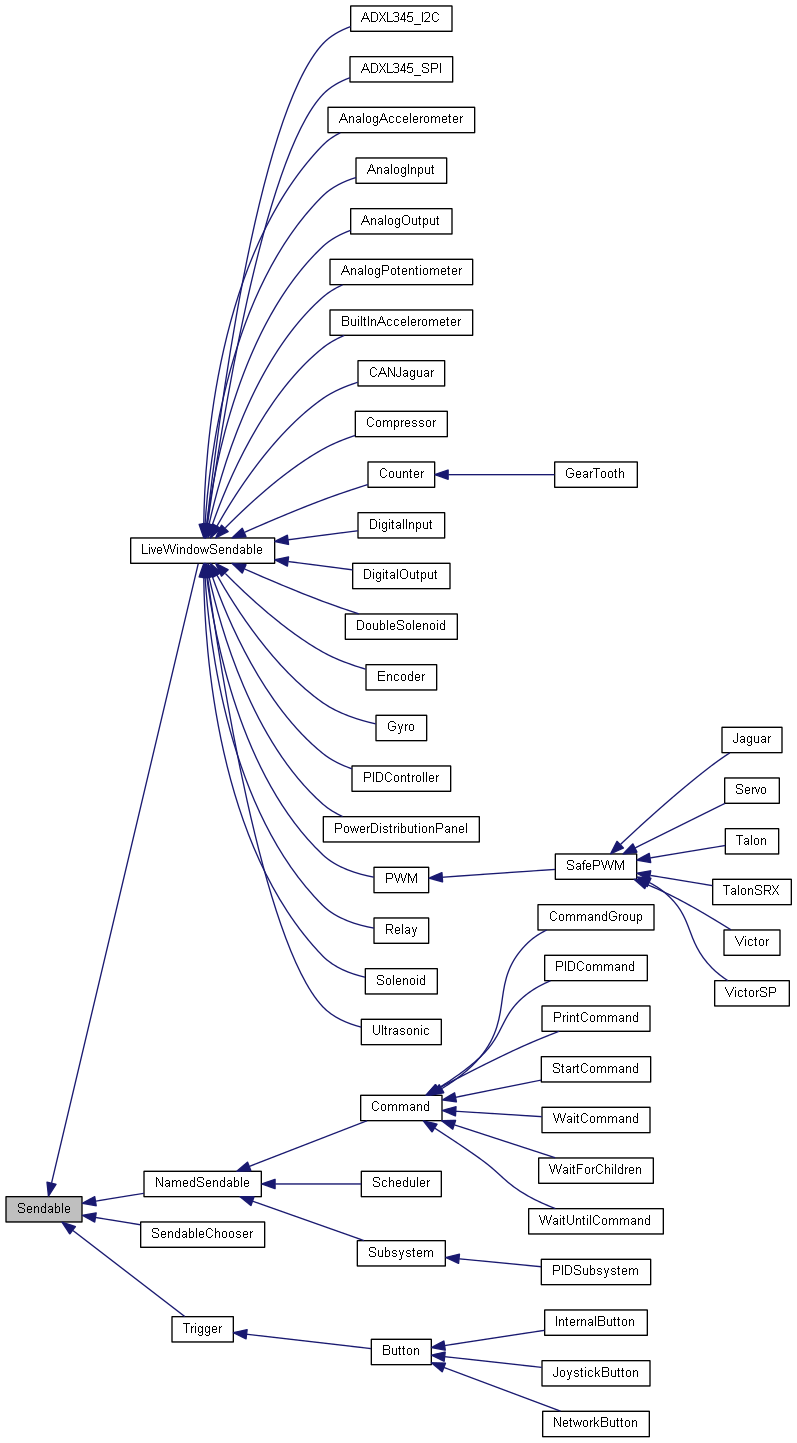 ADXL345_I2C
ADXL345_SPI
AnalogAccelerometer
AnalogInput
AnalogOutput
AnalogPotentiometer
BuiltInAccelerometer
CANJaguar
Compressor
Counter
GearTooth
DigitalInput
LiveWindowSendable
DigitalOutput
DoubleSolenoid
Encoder
Gyro
Jaguar
PIDController
Servo
PowerDistributionPanel
Talon
SafePWM
PWM
TalonSRX
CommandGroup
Relay
Victor
PIDCommand
Solenoid
VictorSP
PrintCommand
Ultrasonic
StartCommand
Command
WaitCommand
WaitForChildren
NamedSendable
Scheduler
Sendable
WaitUntilCommand
SendableChooser
Subsystem
PIDSubsystem
InternalButton
Trigger
Button
JoystickButton
NetworkButton